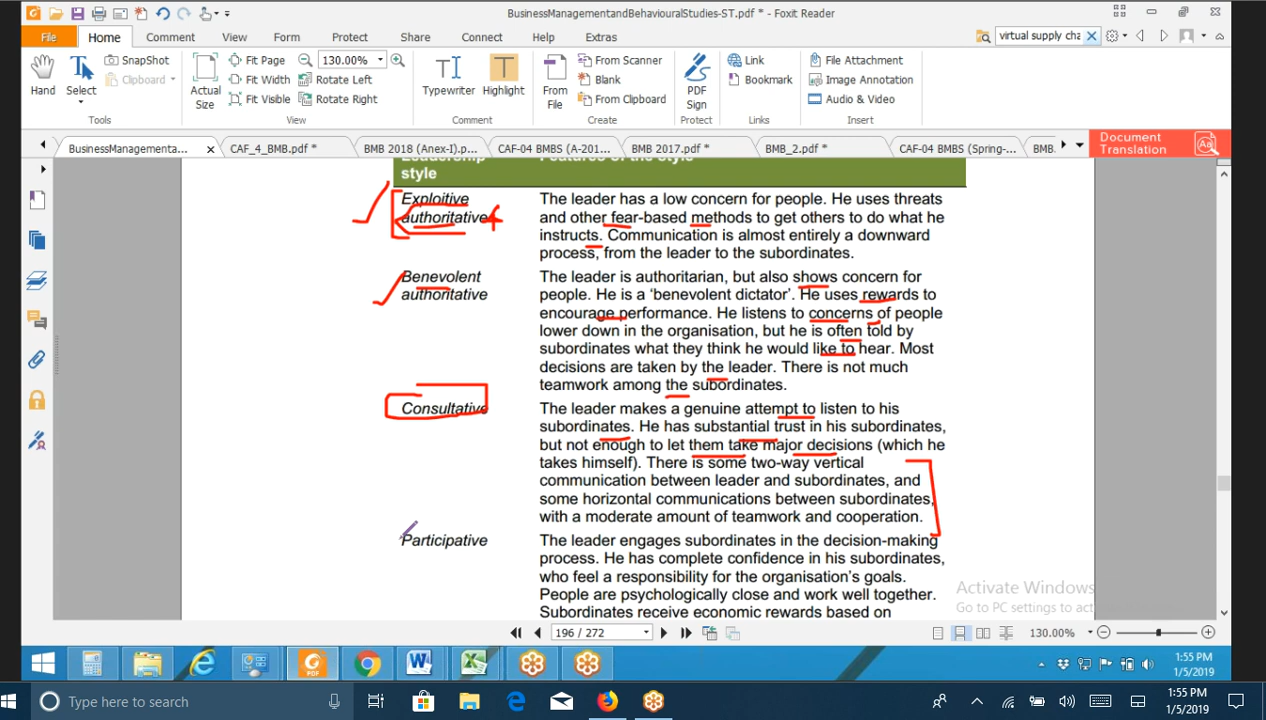 BusinessManagementandBehaviouralStudies-ST.pdf * - Foxit Reader
File Home Comment View Form Protect Share Connect Help Extras virtual supply cha
SnapShot
Clipboard
Hand Select
Tools
Actual Size
Fit Page
Fit Width
Fit Visible
130.00%
Rotate Left
Rotate Right
View
Typewriter Highlight
Comment
From File
From Scanner
Blank
From Clipboard
Create
PDF Sign
Protect
Link
Bookmark
Links
File Attachment
Image Annotation
Audio & Video
Insert
BusinessManagementa... CAF_4_BMB.pdf * BMB 2018 (Anex-I).p... CAF-04 BMBS (A-201... BMB 2017.pdf * BMB_2.pdf * CAF-04 BMBS (Spring-... BMB.
Document Translation
Leadership style Features of the style
Exploitive authoritative
The leader has a low concern for people. He uses threats
and other fear-based methods to get others to do what he
instructs. Communication is almost entirely a downward
process, from the leader to the subordinates.
Benevolent authoritative
The leader is authoritarian, but also shows concern for
people. He is a ‘benevolent dictator’. He uses rewards to
encourage performance. He listens to concerns of people
lower down in the organisation, but he is often told by
subordinates what they think he would like to hear. Most
decisions are taken by the leader. There is not much
teamwork among the subordinates.
Consultative
The leader makes a genuine attempt to listen to his
subordinates. He has substantial trust in his subordinates,
but not enough to let them take major decisions (which he
takes himself). There is some two-way vertical
communication between leader and subordinates, and
some horizontal communications between subordinates,
with a moderate amount of teamwork and cooperation.
Participative
The leader engages subordinates in the decision-making
process. He has complete confidence in his subordinates,
who feel a responsibility for the organisation’s goals.
People are psychologically close and work well together.
Subordinates receive economic rewards based on
Activate Windows
Go to PC settings to act
196 / 272
130.00%
1:55 PM
1/5/2019
Type here to search
1:55 PM
1/5/2019